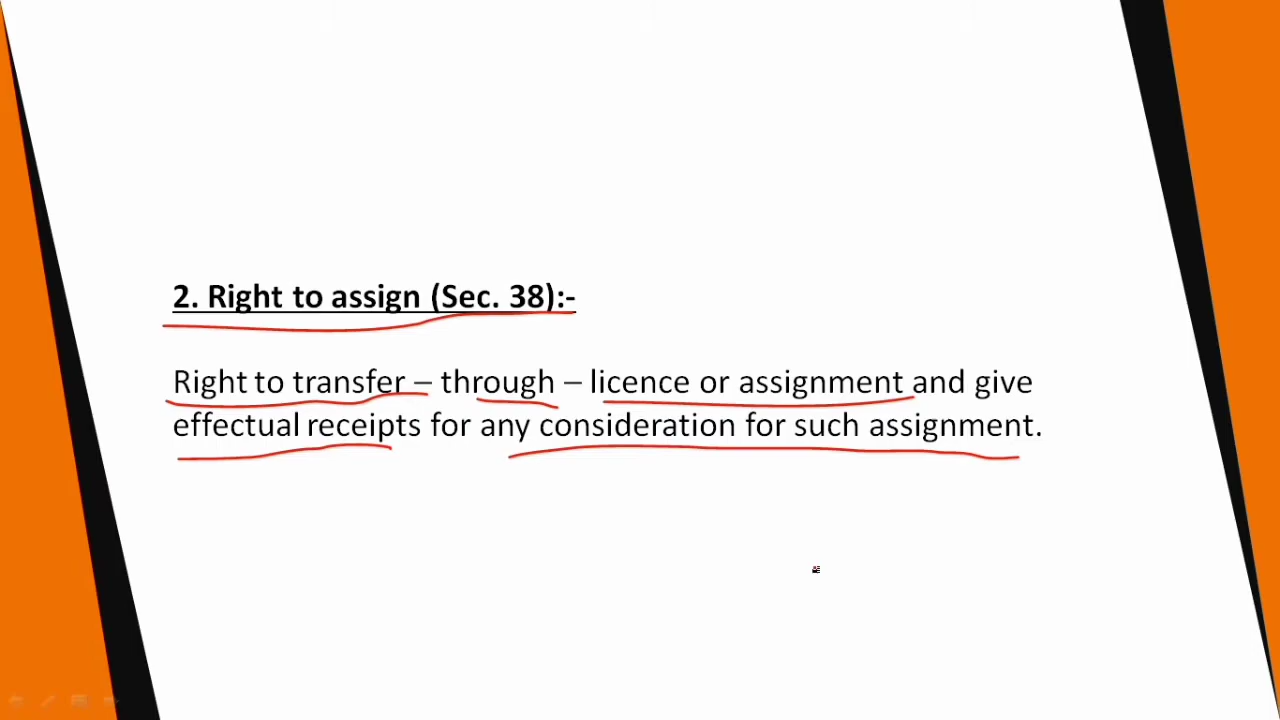 2. Right to assign (Sec. 38):-
Right to transfer – through – licence or assignment and give
effectual receipts for any consideration for such assignment.